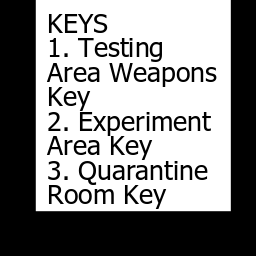 KEYS
1. Testing
Area Weapons
Key
2. Experiment
Area Key
3. Quarantine
Room Key